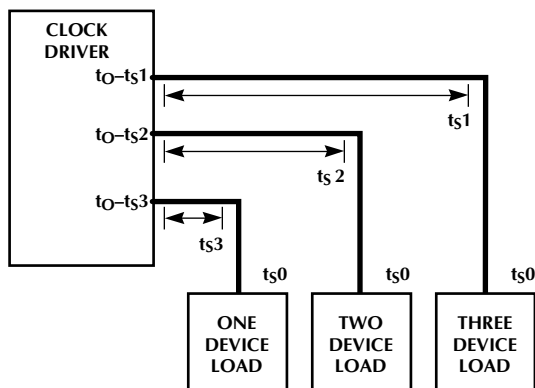 CLOCK
DRIVER
tO–tS1
tS1
tO–tS2
tS 2
tO–tS3
tS3
tS0
tS0
tS0
ONE
DEVICE
LOAD
TWO
DEVICE
LOAD
THREE
DEVICE
LOAD